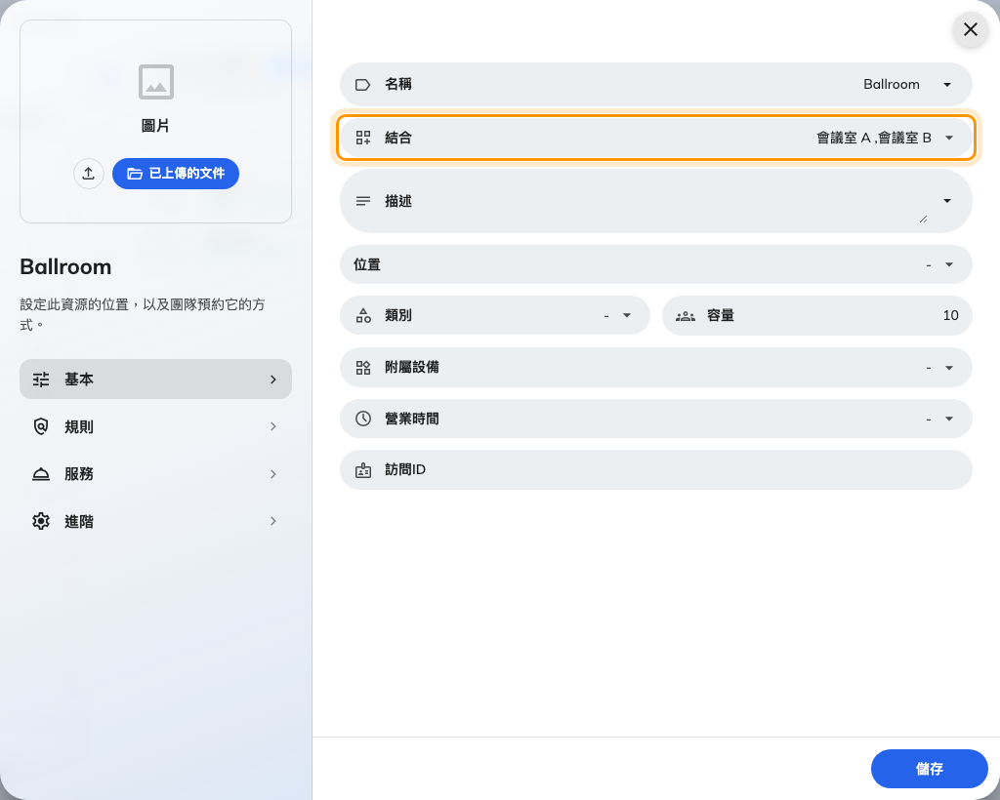 圖片
已上傳的文件
Ballroom
設定此資源的位置，以及團隊預約它的方
式。
基本
規則
服務
進階
名稱 Ballroom
結合 會議室 A ,會議室 B
描述
位置 -
類別 - 容量 10
附屬設備 -
營業時間 -
訪問ID
儲存